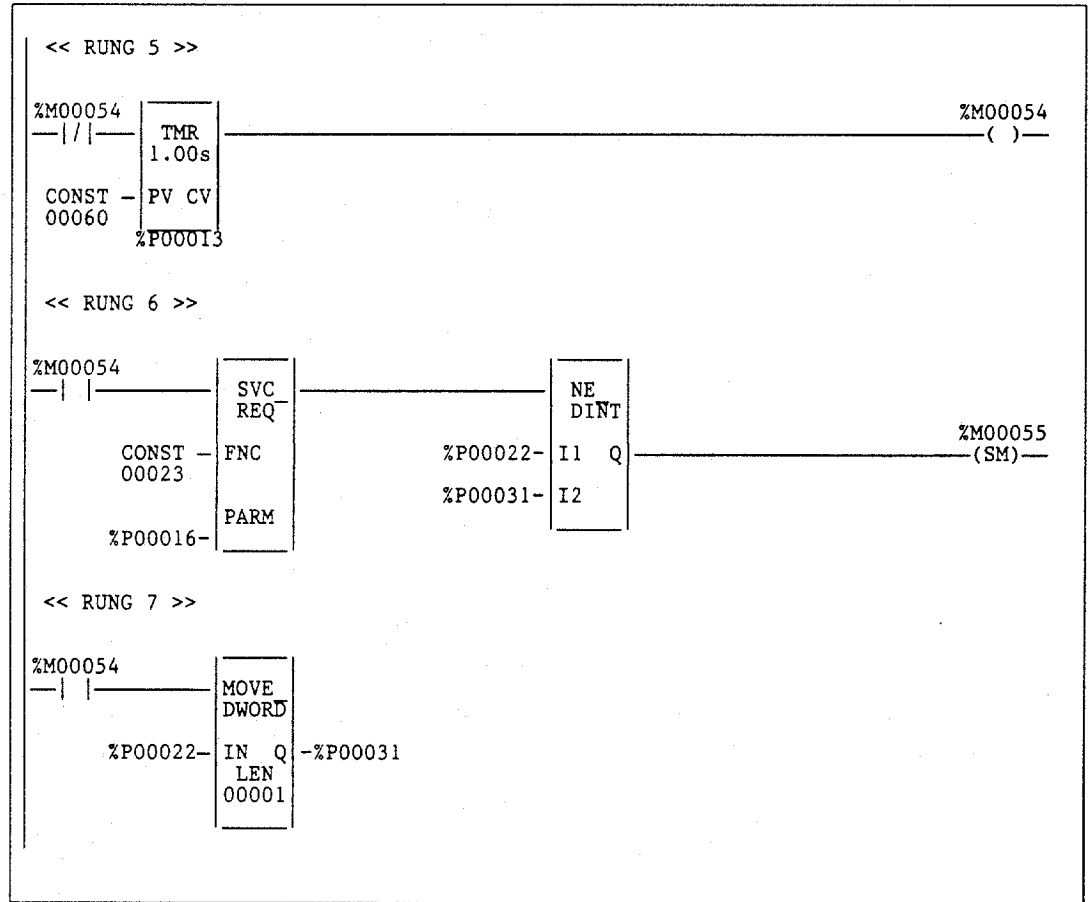 << RUNG 5 >>
%M00054 %M00054
TMR
1.00s
( )
CONST PV CV
00060
%P00013
<< RUNG 6 >>
%M00054
SVC_
REQ
NE_
DINT
CONST FNC
00023
%P00022 I1 Q
%M00055
(SM)
%P00031 I2
PARM
%P00016
<< RUNG 7 >>
%M00054
MOVE_
DWORD
%P00022 IN Q %P00031
LEN
00001